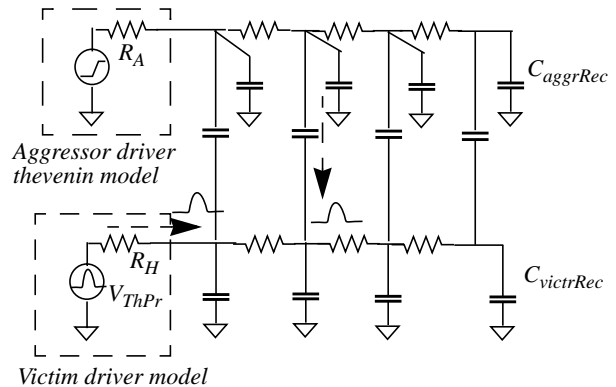 R_A
C_aggrRec
Aggressor driver
thevenin model
R_H
V_ThPr
C_victrRec
Victim driver model